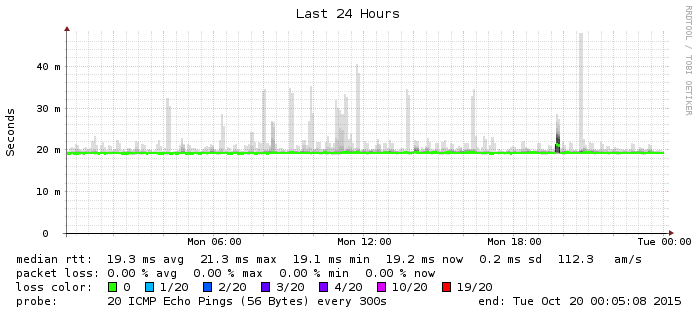 Last 24 Hours
RRDTOOL / TOBI OETIKER
Seconds
40 m
30 m
20 m
10 m
0
Mon 06:00 Mon 12:00 Mon 18:00 Tue 00:00
median rtt: 19.3 ms avg 21.3 ms max 19.1 ms min 19.2 ms now 0.2 ms sd 112.3 am/s
packet loss: 0.00 % avg 0.00 % max 0.00 % min 0.00 % now
loss color: 0 1/20 2/20 3/20 4/20 10/20 19/20
probe: 20 ICMP Echo Pings (56 Bytes) every 300s end: Tue Oct 20 00:05:08 2015